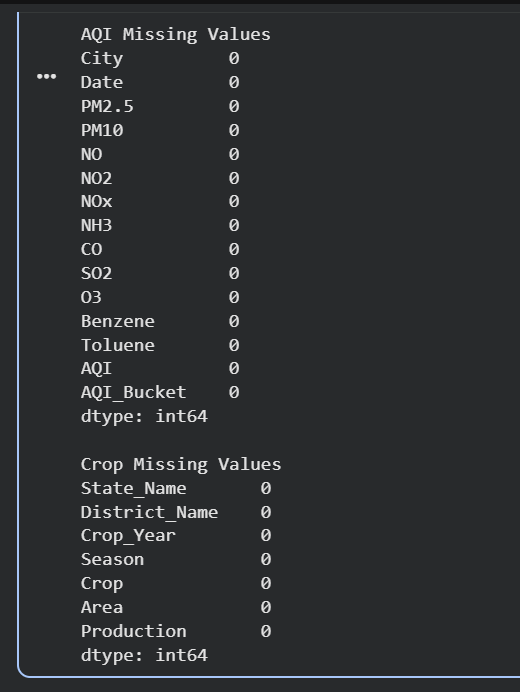 AQI Missing Values
City 0
Date 0
PM2.5 0
PM10 0
NO 0
NO2 0
NOx 0
NH3 0
CO 0
SO2 0
O3 0
Benzene 0
Toluene 0
AQI 0
AQI_Bucket 0
dtype: int64
Crop Missing Values
State_Name 0
District_Name 0
Crop_Year 0
Season 0
Crop 0
Area 0
Production 0
dtype: int64